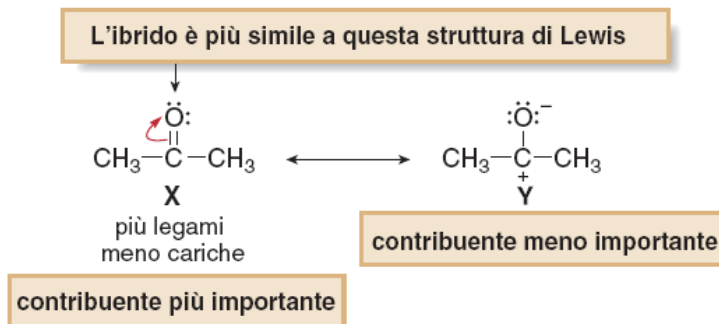 L'ibrido è più simile a questa struttura di Lewis
:Ö: :Ö:⁻
CH₃–C–CH₃ CH₃–C–CH₃
+
X Y
più legami
meno cariche
contribuente meno importante
contribuente più importante